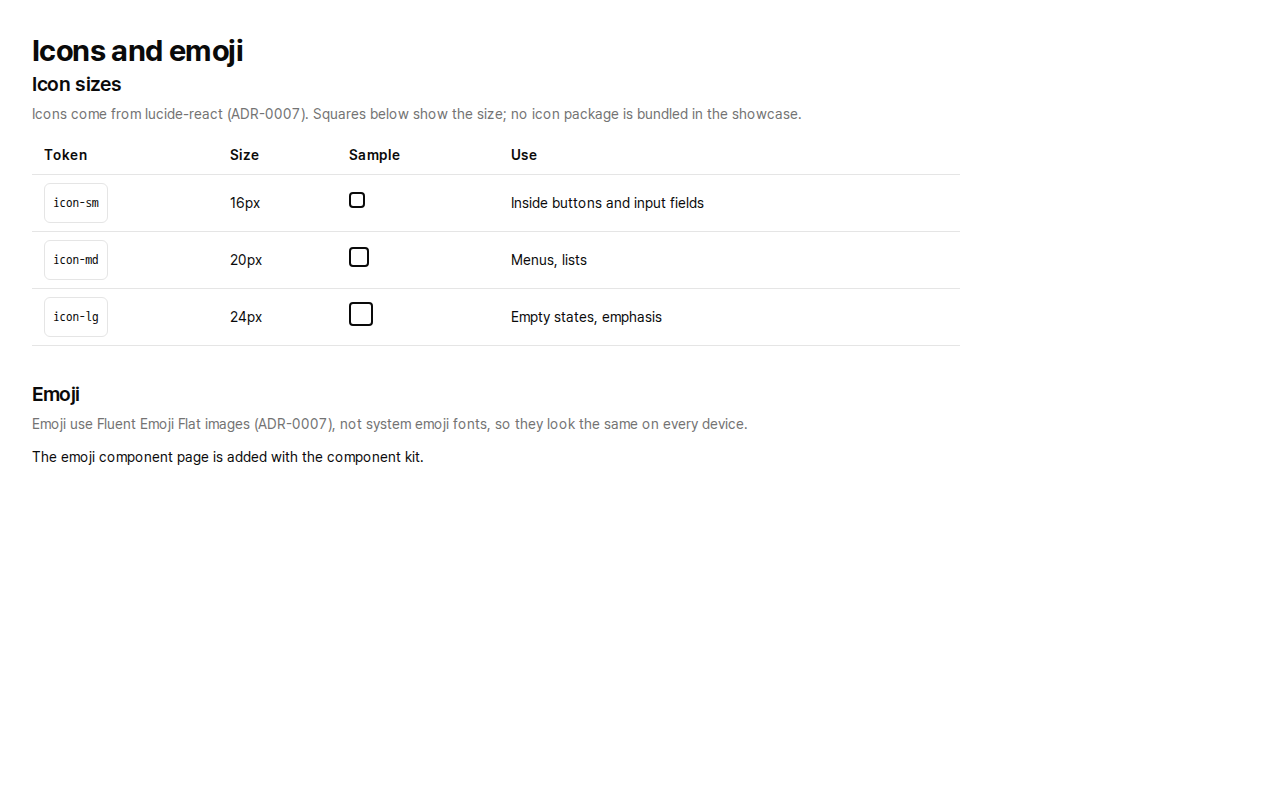 Icons and emoji
Icon sizes
Icons come from lucide-react (ADR-0007). Squares below show the size; no icon package is bundled in the showcase.
Token Size Sample Use
icon-sm 16px Inside buttons and input fields
icon-md 20px Menus, lists
icon-lg 24px Empty states, emphasis
Emoji
Emoji use Fluent Emoji Flat images (ADR-0007), not system emoji fonts, so they look the same on every device.
The emoji component page is added with the component kit.